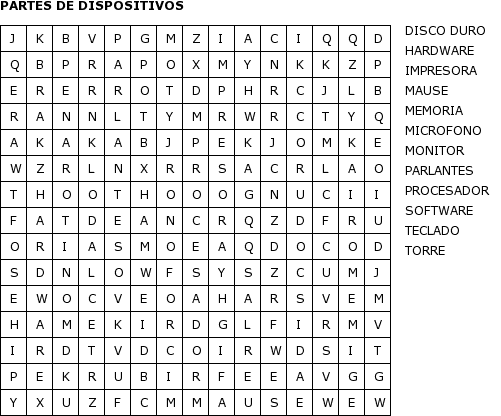 PARTES DE DISPOSITIVOS
J K B V P G M Z I A C I Q Q D
Q B P R A P O X M Y N K K Z P
E R E R R O T D P H R C J L B
R A N N L T Y M R W R C T Y Q
A K A K A B J P E K J O M K E
W Z R L N X R R S A C R L A O
T H O O T H O O O G N U C I I
F A T D E A N C R Q Z D F R U
O R I A S M O E A Q D O C O D
S D N L O W F S Y S Z C U M J
E W O C V E O A H A R S V E M
H A M E K I R D G L F I R M V
I R D T V D C O I R W D S I T
P E K R U B I R F E E A V G G
Y X U Z F C M M A U S E W E W
DISCO DURO
HARDWARE
IMPRESORA
MAUSE
MEMORIA
MICROFONO
MONITOR
PARLANTES
PROCESADOR
SOFTWARE
TECLADO
TORRE